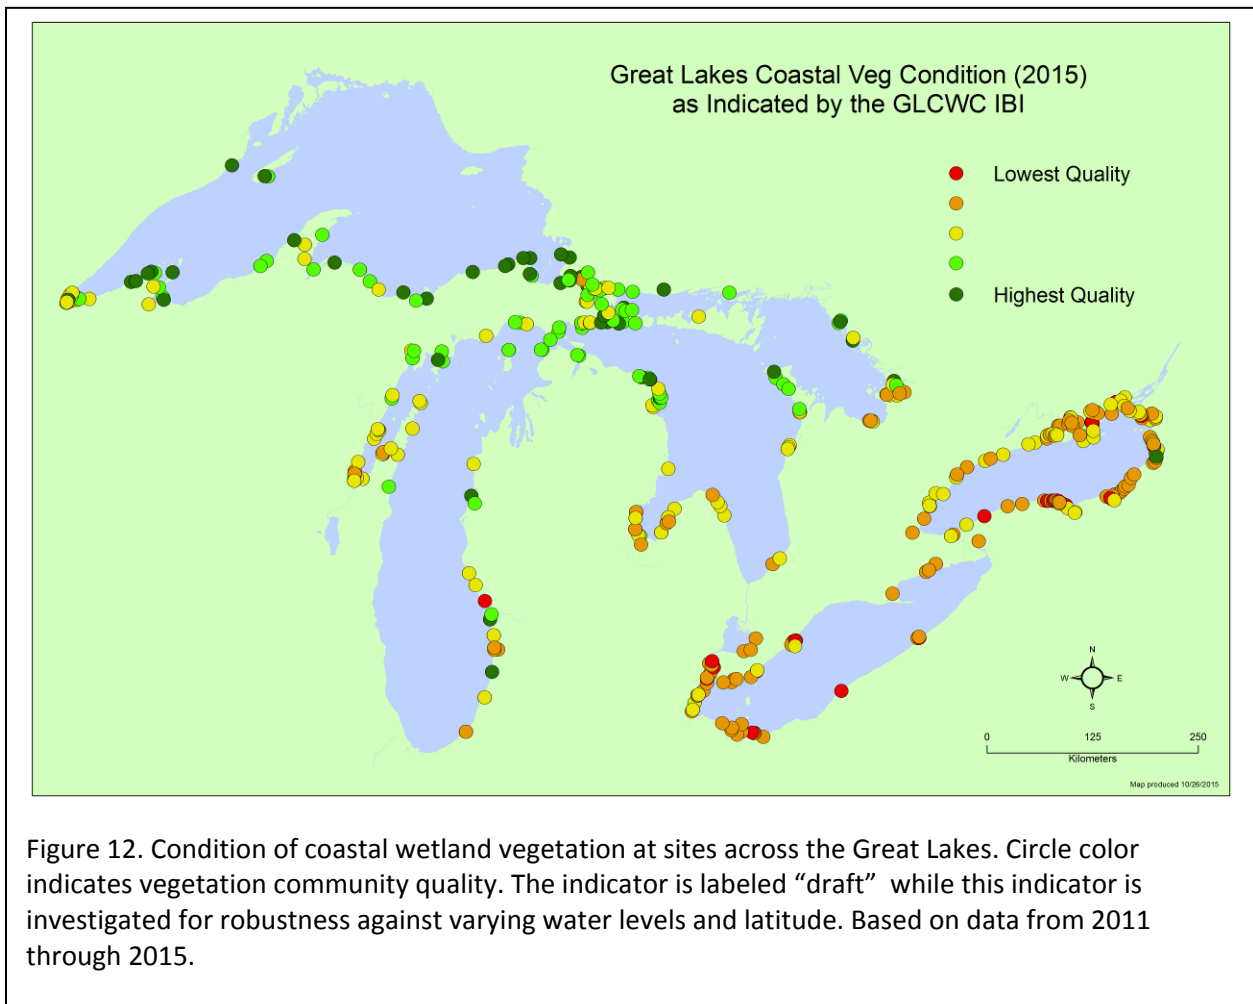 Great Lakes Coastal Veg Condition (2015)
as Indicated by the GLCWC IBI
Lowest Quality
Highest Quality
N
W E
S
0 125 250
Kilometers
Map produced 10/26/2015
Figure 12. Condition of coastal wetland vegetation at sites across the Great Lakes. Circle color
indicates vegetation community quality. The indicator is labeled “draft”  while this indicator is
investigated for robustness against varying water levels and latitude. Based on data from 2011
through 2015.